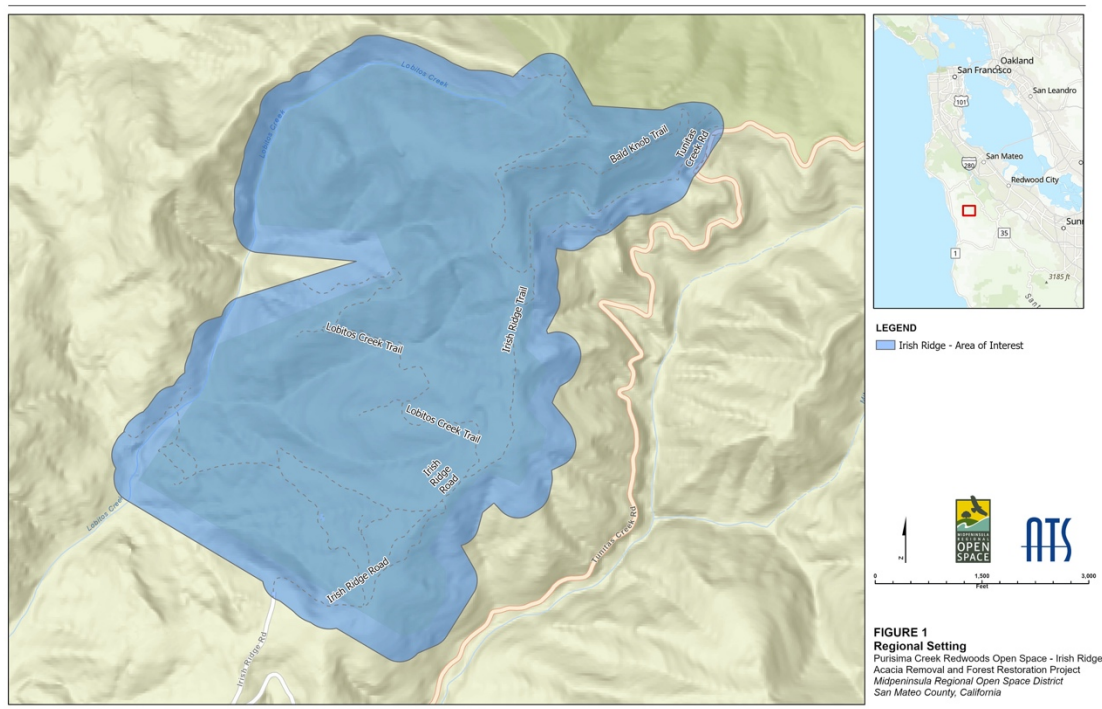 Lobitos Creek
Lobitos Creek
Bald Knob Trail
Tunitas
Creek Rd
Irish Ridge Trail
Lobitos Creek Trail
Lobitos Creek Trail
Irish
Ridge
Road
Lobitos Creek
Irish Ridge Road
Tunitas Creek Rd
Irish Ridge Rd
Oakland
San Francisco
San Leandro
101
San Mateo
280
Redwood City
35
1
3185 ft
LEGEND
Irish Ridge - Area of Interest
N
MIDPENINSULA
REGIONAL
OPEN
SPACE
ATS
0 1,500 3,000
Feet
FIGURE 1
Regional Setting
Purisima Creek Redwoods Open Space - Irish Ridge
Acacia Removal and Forest Restoration Project
Midpeninsula Regional Open Space District
San Mateo County, California